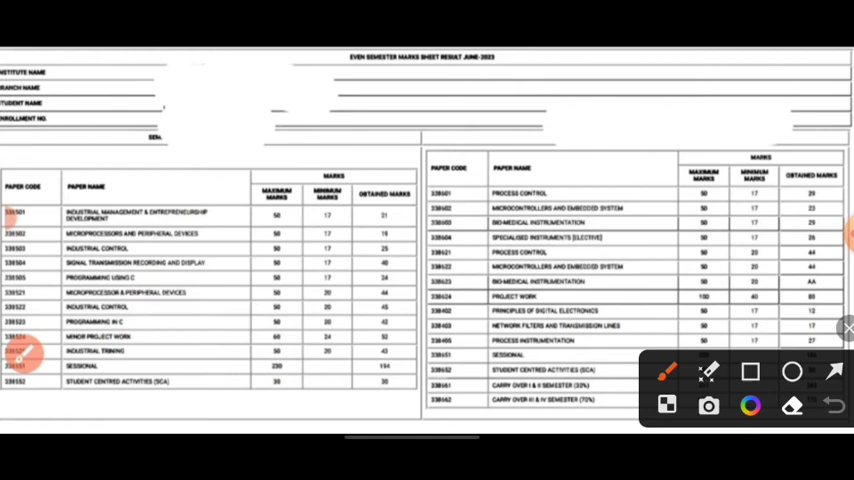 EVEN SEMESTER MARKS SHEET RESULT JUNE-2023
NSTITUTE NAME
RANCH NAME
TUDENT NAME
ENROLLMENT NO.
SEM.
MARKS
PAPER CODE PAPER NAME MAXIMUM MARKS MINIMUM MARKS OBTAINED MARKS
338501 INDUSTRIAL MANAGEMENT & ENTREPRENEURSHIP DEVELOPMENT 50 17 21
338502 MICROPROCESSORS AND PERIPHERAL DEVICES 50 17
338503 INDUSTRIAL CONTROL 50 17 25
338504 SIGNAL TRANSMISSION RECORDING AND DISPLAY 50 17 40
338505 PROGRAMMING USING C 50 17
338521 MICROPROCESSOR & PERIPHERAL DEVICES 50 20 44
338522 INDUSTRIAL CONTROL 50 20 45
338523 PROGRAMMING IN C 50 20 42
MINOR PROJECT WORK 60 24 52
INDUSTRIAL TRINING 50 20 43
SESSIONAL 230 194
338552 STUDENT CENTRED ACTIVITIES (SCA) 30 30
MARKS
PAPER CODE PAPER NAME MAXIMUM MARKS MINIMUM MARKS OBTAINED MARKS
338601 PROCESS CONTROL 50 17
338602 MICROCONTROLLERS AND EMBEDDED SYSTEM 50 17 23
338603 BIO-MEDICAL INSTRUMENTATION 50 17
338604 SPECIALISED INSTRUMENTS [ELECTIVE] 50 17 26
338621 PROCESS CONTROL 50 20 44
338622 MICROCONTROLLERS AND EMBEDDED SYSTEM 50 20 44
338623 BIO-MEDICAL INSTRUMENTATION 50 20 AA
338624 PROJECT WORK 100 40
338402 PRINCIPLES OF DIGITAL ELECTRONICS 50 17 12
338403 NETWORK FILTERS AND TRANSMISSION LINES 50 17 17
338405 PROCESS INSTRUMENTATION 50 17 27
338651 SESSIONAL
338652 STUDENT CENTRED ACTIVITIES (SCA)
338661 CARRY OVER I & II SEMESTER (30%)
338662 CARRY OVER III & IV SEMESTER (70%)